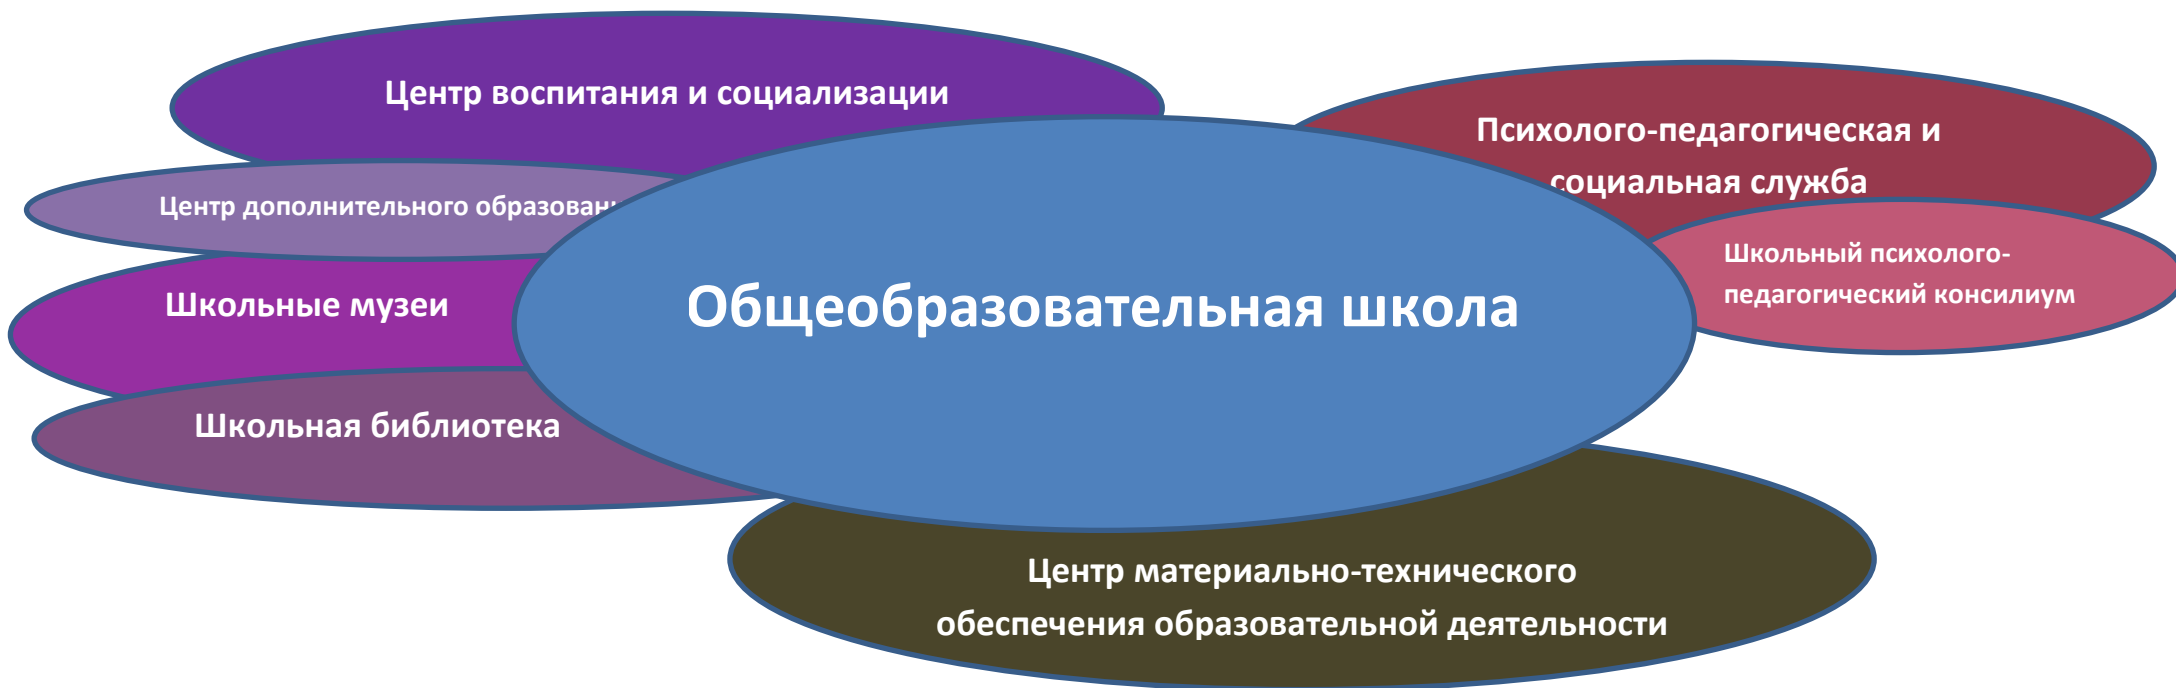 Центр воспитания и социализации
Психолого-педагогическая и
социальная служба
Центр дополнительного
Школьный психолого-
педагогический консилиум
Школьные музеи
Общеобразовательная школа
Школьная библиотека
Центр материально-технического
обеспечения образовательной деятельности